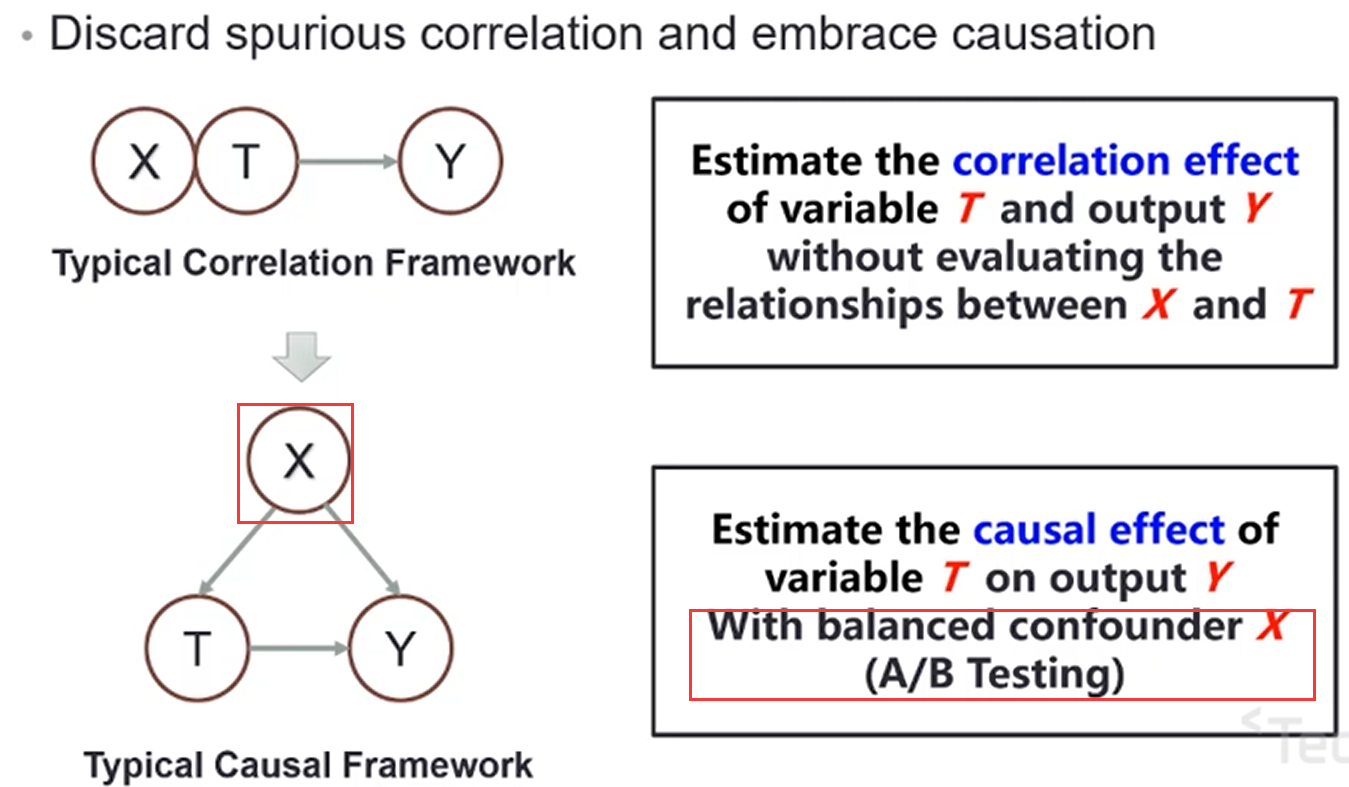 • Discard spurious correlation and embrace causation
X T Y
Typical Correlation Framework
Estimate the correlation effect
of variable T and output Y
without evaluating the
relationships between X and T
X
T Y
Typical Causal Framework
Estimate the causal effect of
variable T on output Y
With balanced confounder X
(A/B Testing)